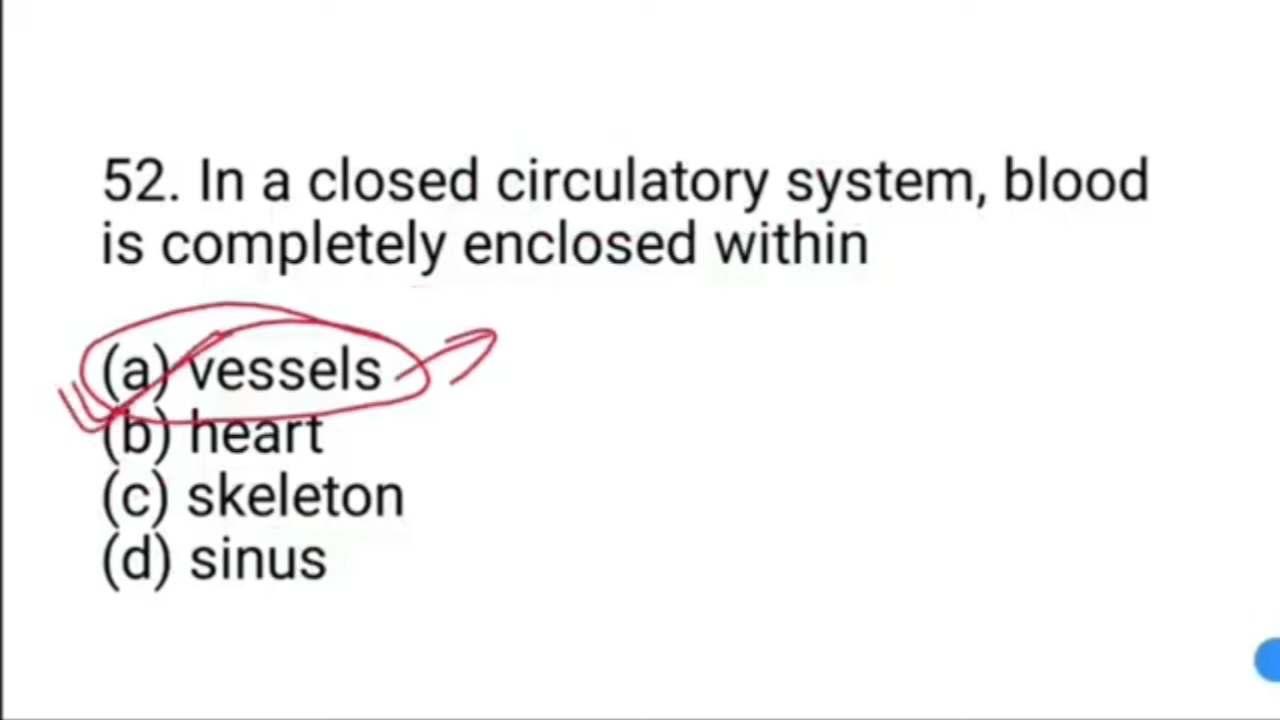 52. In a closed circulatory system, blood
is completely enclosed within
(a) vessels
(b) heart
(c) skeleton
(d) sinus